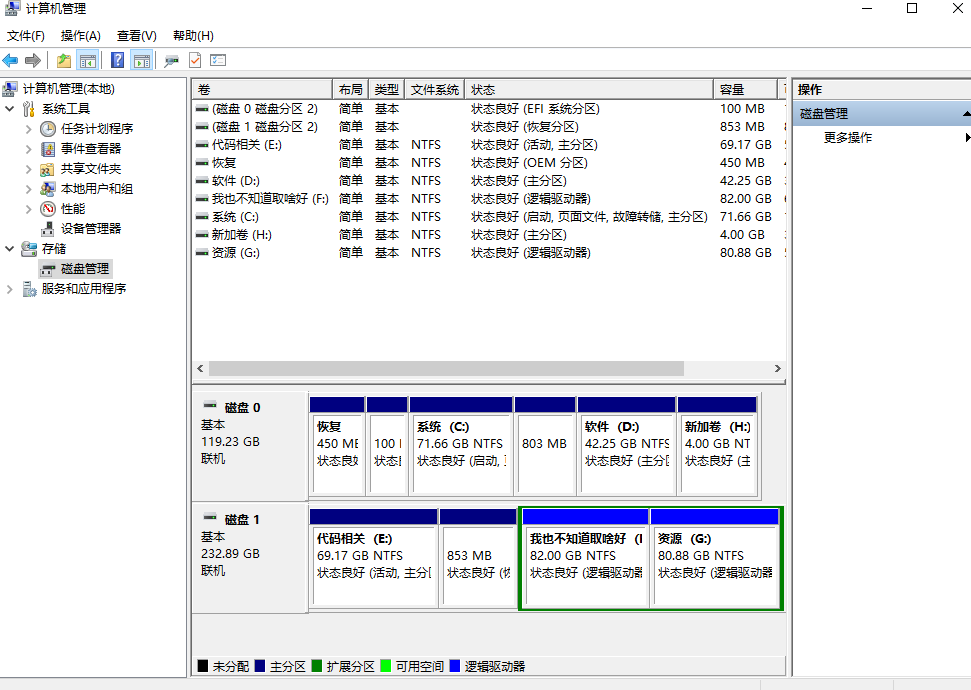 计算机管理
文件(F) 操作(A) 查看(V) 帮助(H)
计算机管理(本地)
系统工具
任务计划程序
事件查看器
共享文件夹
本地用户和组
性能
设备管理器
存储
磁盘管理
服务和应用程序
卷 布局 类型 文件系统 状态 容量
(磁盘 0 磁盘分区 2) 简单 基本 状态良好 (EFI 系统分区) 100 MB
(磁盘 1 磁盘分区 2) 简单 基本 状态良好 (恢复分区) 853 MB
代码相关 (E:) 简单 基本 NTFS 状态良好 (活动, 主分区) 69.17 GB
恢复 简单 基本 NTFS 状态良好 (OEM 分区) 450 MB
软件 (D:) 简单 基本 NTFS 状态良好 (主分区) 42.25 GB
我也不知道取啥好 (F:) 简单 基本 NTFS 状态良好 (逻辑驱动器) 82.00 GB
系统 (C:) 简单 基本 NTFS 状态良好 (启动, 页面文件, 故障转储, 主分区) 71.66 GB
新加卷 (H:) 简单 基本 NTFS 状态良好 (主分区) 4.00 GB
资源 (G:) 简单 基本 NTFS 状态良好 (逻辑驱动器) 80.88 GB
操作
磁盘管理
更多操作
磁盘 0
基本
119.23 GB
联机
恢复
450 ME
状态良
100
状态
系统 (C:)
71.66 GB NTFS
状态良好 (启动,
803 MB
软件 (D:)
42.25 GB NTFS
状态良好 (主分
新加卷 (H:)
4.00 GB NT
状态良好 (主
磁盘 1
基本
232.89 GB
联机
代码相关 (E:)
69.17 GB NTFS
状态良好 (活动, 主分
853 MB
状态良好 (
我也不知道取啥好 (
82.00 GB NTFS
状态良好 (逻辑驱动器
资源 (G:)
80.88 GB NTFS
状态良好 (逻辑驱动器
未分配 主分区 扩展分区 可用空间 逻辑驱动器